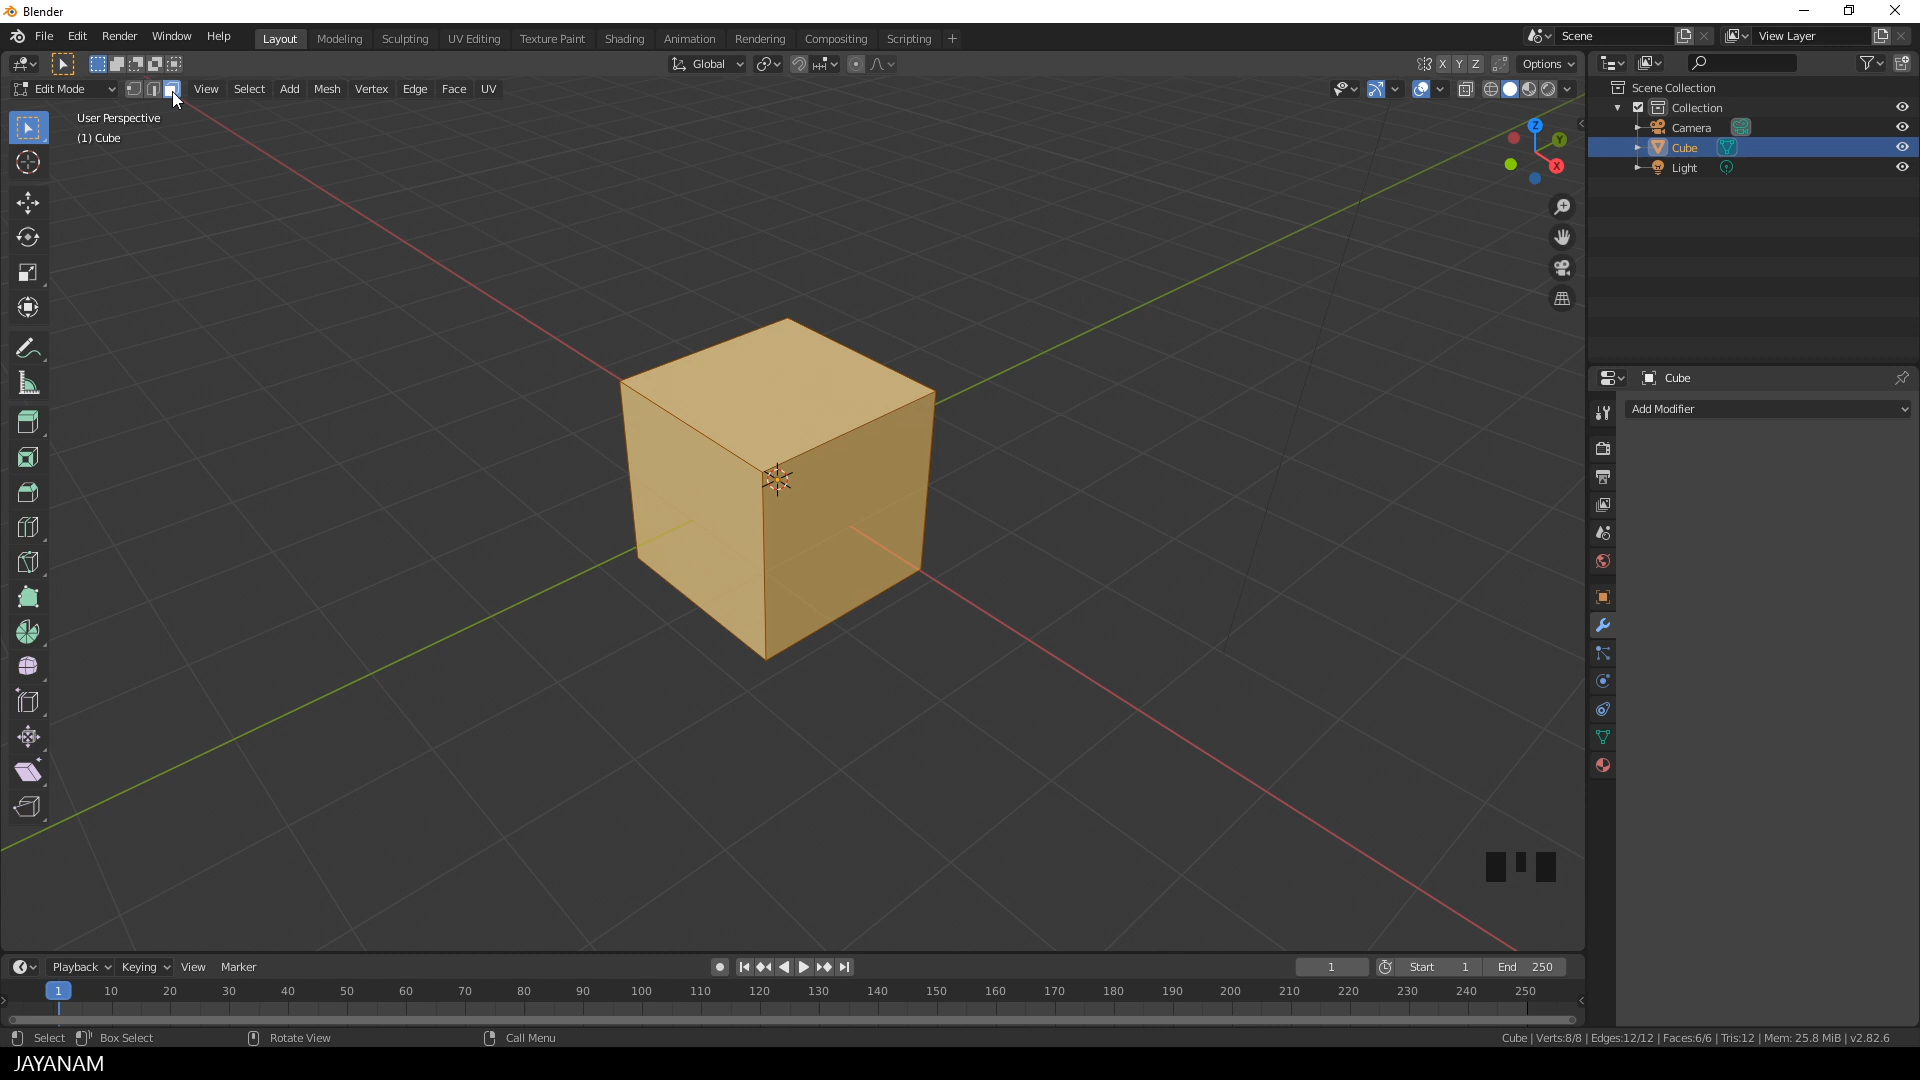 Blender
File Edit Render Window Help Layout Modeling Sculpting UV Editing Texture Paint Shading Animation Rendering Compositing Scripting + Scene View Layer
Global X Y Z Options
Edit Mode View Select Add Mesh Vertex Edge Face UV
User Perspective
(1) Cube
Z
Y
X
Scene Collection
Collection
Camera
Cube
Light
Cube
Add Modifier
Playback Keying View Marker 1 Start 1 End 250
1 10 20 30 40 50 60 70 80 90 100 110 120 130 140 150 160 170 180 190 200 210 220 230 240 250
Select Box Select Rotate View Call Menu Cube | Verts:8/8 | Edges:12/12 | Faces:6/6 | Tris:12 | Mem: 25.8 MiB | v2.82.6
JAYANAM